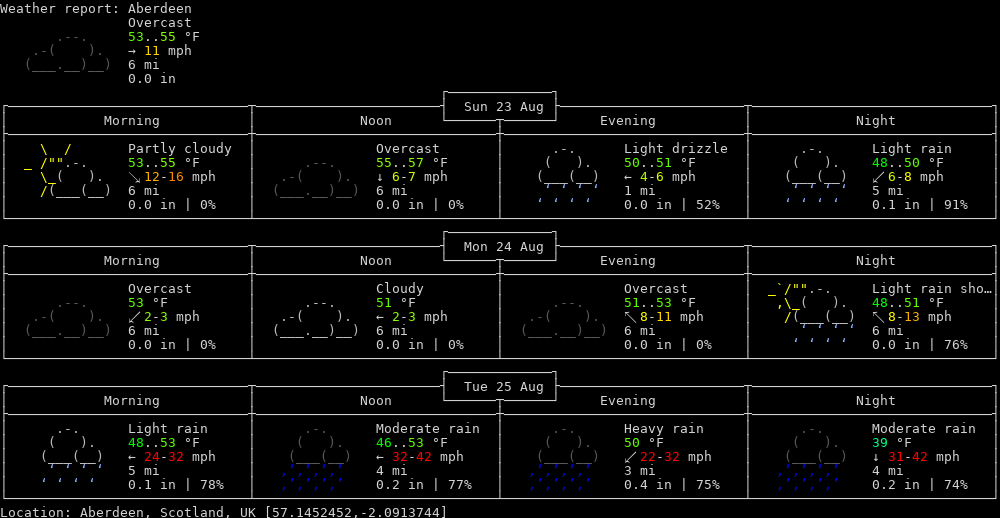 Weather report: Aberdeen
Overcast
53..55 °F
→ 11 mph
6 mi
0.0 in
Sun 23 Aug
Morning Noon Evening Night
Partly cloudy Overcast Light drizzle Light rain
53..55 °F 55..57 °F 50..51 °F 48..50 °F
↘ 12-16 mph ↓ 6-7 mph ← 4-6 mph ↙ 6-8 mph
6 mi 6 mi 1 mi 5 mi
0.0 in | 0% 0.0 in | 0% 0.0 in | 52% 0.1 in | 91%
Mon 24 Aug
Morning Noon Evening Night
Overcast Cloudy Overcast Light rain sho…
53 °F 51 °F 51..53 °F 48..51 °F
↙ 2-3 mph ← 2-3 mph ↖ 8-11 mph ↖ 8-13 mph
6 mi 6 mi 6 mi 6 mi
0.0 in | 0% 0.0 in | 0% 0.0 in | 0% 0.0 in | 76%
Tue 25 Aug
Morning Noon Evening Night
Light rain Moderate rain Heavy rain Moderate rain
48..53 °F 46..53 °F 50 °F 39 °F
← 24-32 mph ← 32-42 mph ↙ 22-32 mph ↓ 31-42 mph
5 mi 4 mi 3 mi 4 mi
0.1 in | 78% 0.2 in | 77% 0.4 in | 75% 0.2 in | 74%
Location: Aberdeen, Scotland, UK [57.1452452,-2.0913744]